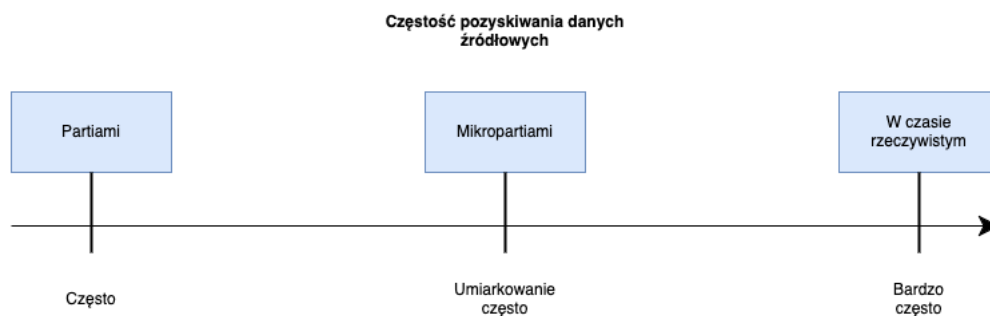 Częstość pozyskiwania danych
źródłowych
Partiami
Mikropartiami
W czasie
rzeczywistym
Często
Umiarkowanie
często
Bardzo
często